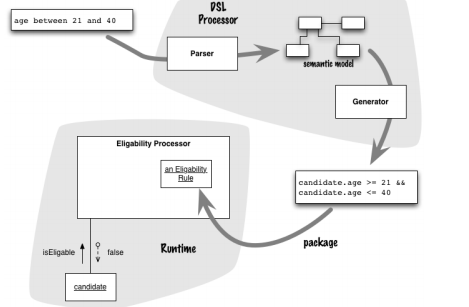 DSL
Processor
age between 21 and 40
Parser
semantic model
Generator
Eligability Processor
an Eligability
Rule
candidate.age >= 21 &&
candidate.age <= 40
isEligable
false
Runtime
package
candidate